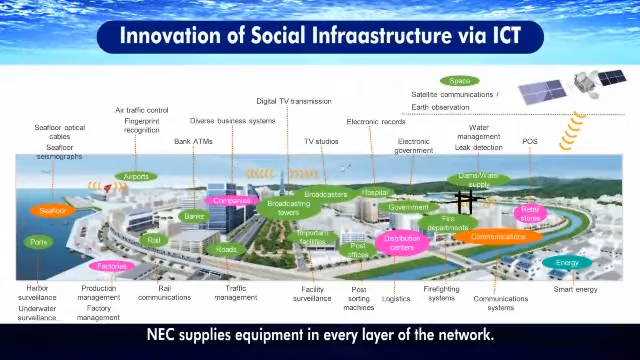 Innovation of Social Infraastructure via ICT
Space
Satellite communications /
Earth observation
Digital TV transmission
Air traffic control
Fingerprint
recognition
Diverse business systems
Electronic records
Seafloor optical
cables
Seafloor
seismographs
Bank ATMs
TV studios
Electronic
government
Water
management
Leak detection
POS
Airports
Dams/Water
supply
Companies
Broadcasters
Hospital
Seafloor
Banks
Broadcasting
towers
Government
Retail
stores
Fire
departments
Ports
Rail
Roads
Important
facilities
Post
offices
Distribution
centers
Communications
Factories
Energy
Harbor
surveillance
Underwater
surveillance
Production
management
Factory
management
Rail
communications
Traffic
management
Facility
surveillance
Post
sorting
machines
Logistics
Firefighting
systems
Communications
systems
Smart energy
NEC supplies equipment in every layer of the network.